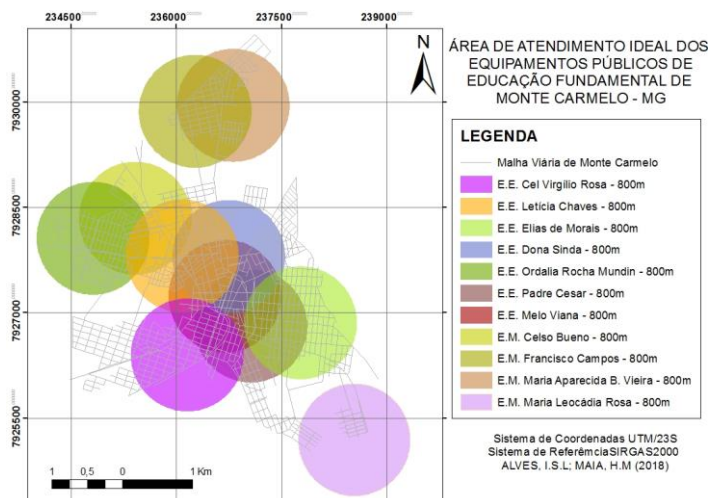 234500
236000
237500
239000
7930000
7928500
7927000
7925500
N
1 0,5 0 1 Km
ÁREA DE ATENDIMENTO IDEAL DOS
EQUIPAMENTOS PÚBLICOS DE
EDUCAÇÃO FUNDAMENTAL DE
MONTE CARMELO - MG
LEGENDA
Malha Viária de Monte Carmelo
E.E. Cel Virgílio Rosa - 800m
E.E. Letícia Chaves - 800m
E.E. Elias de Morais - 800m
E.E. Dona Sinda - 800m
E.E. Ordalia Rocha Mundin - 800m
E.E. Padre Cesar - 800m
E.E. Melo Viana - 800m
E.M. Celso Bueno - 800m
E.M. Francisco Campos - 800m
E.M. Maria Aparecida B. Vieira - 800m
E.M. Maria Leocádia Rosa - 800m
Sistema de Coordenadas UTM/23S
Sistema de ReferêmciaSIRGAS2000
ALVES, I.S.L; MAIA, H.M (2018)